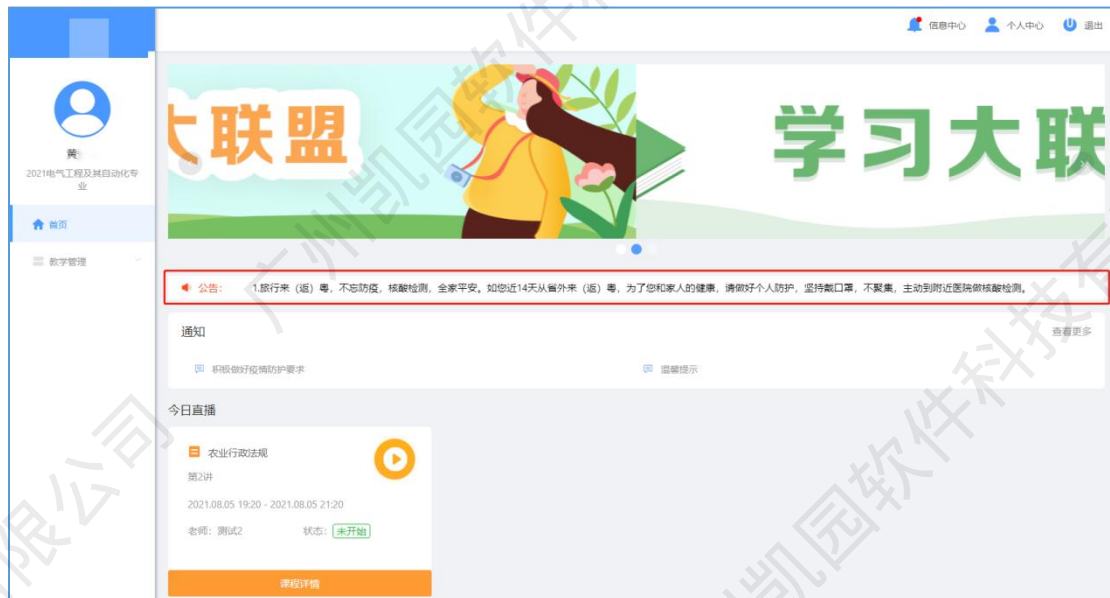 信息中心 个人中心 退出
大联盟 学习大联
黄
2021电气工程及其自动化专
业
首页
教学管理
公告: 1.旅行来（返）粤，不忘防疫，核酸检测，全家平安。如您近14天从省外来（返）粤，为了您和家人的健康，请做好个人防护，坚持戴口罩，不聚集，主动到附近医院做核酸检测。
通知 查看更多
积极做好疫情防护要求 温馨提示
今日直播
农业行政法规
第2讲
2021.08.05 19:20 - 2021.08.05 21:20
老师：测试2 状态：未开始
课程详情
广州凯园软件科技有
限公司
州凯园软件科